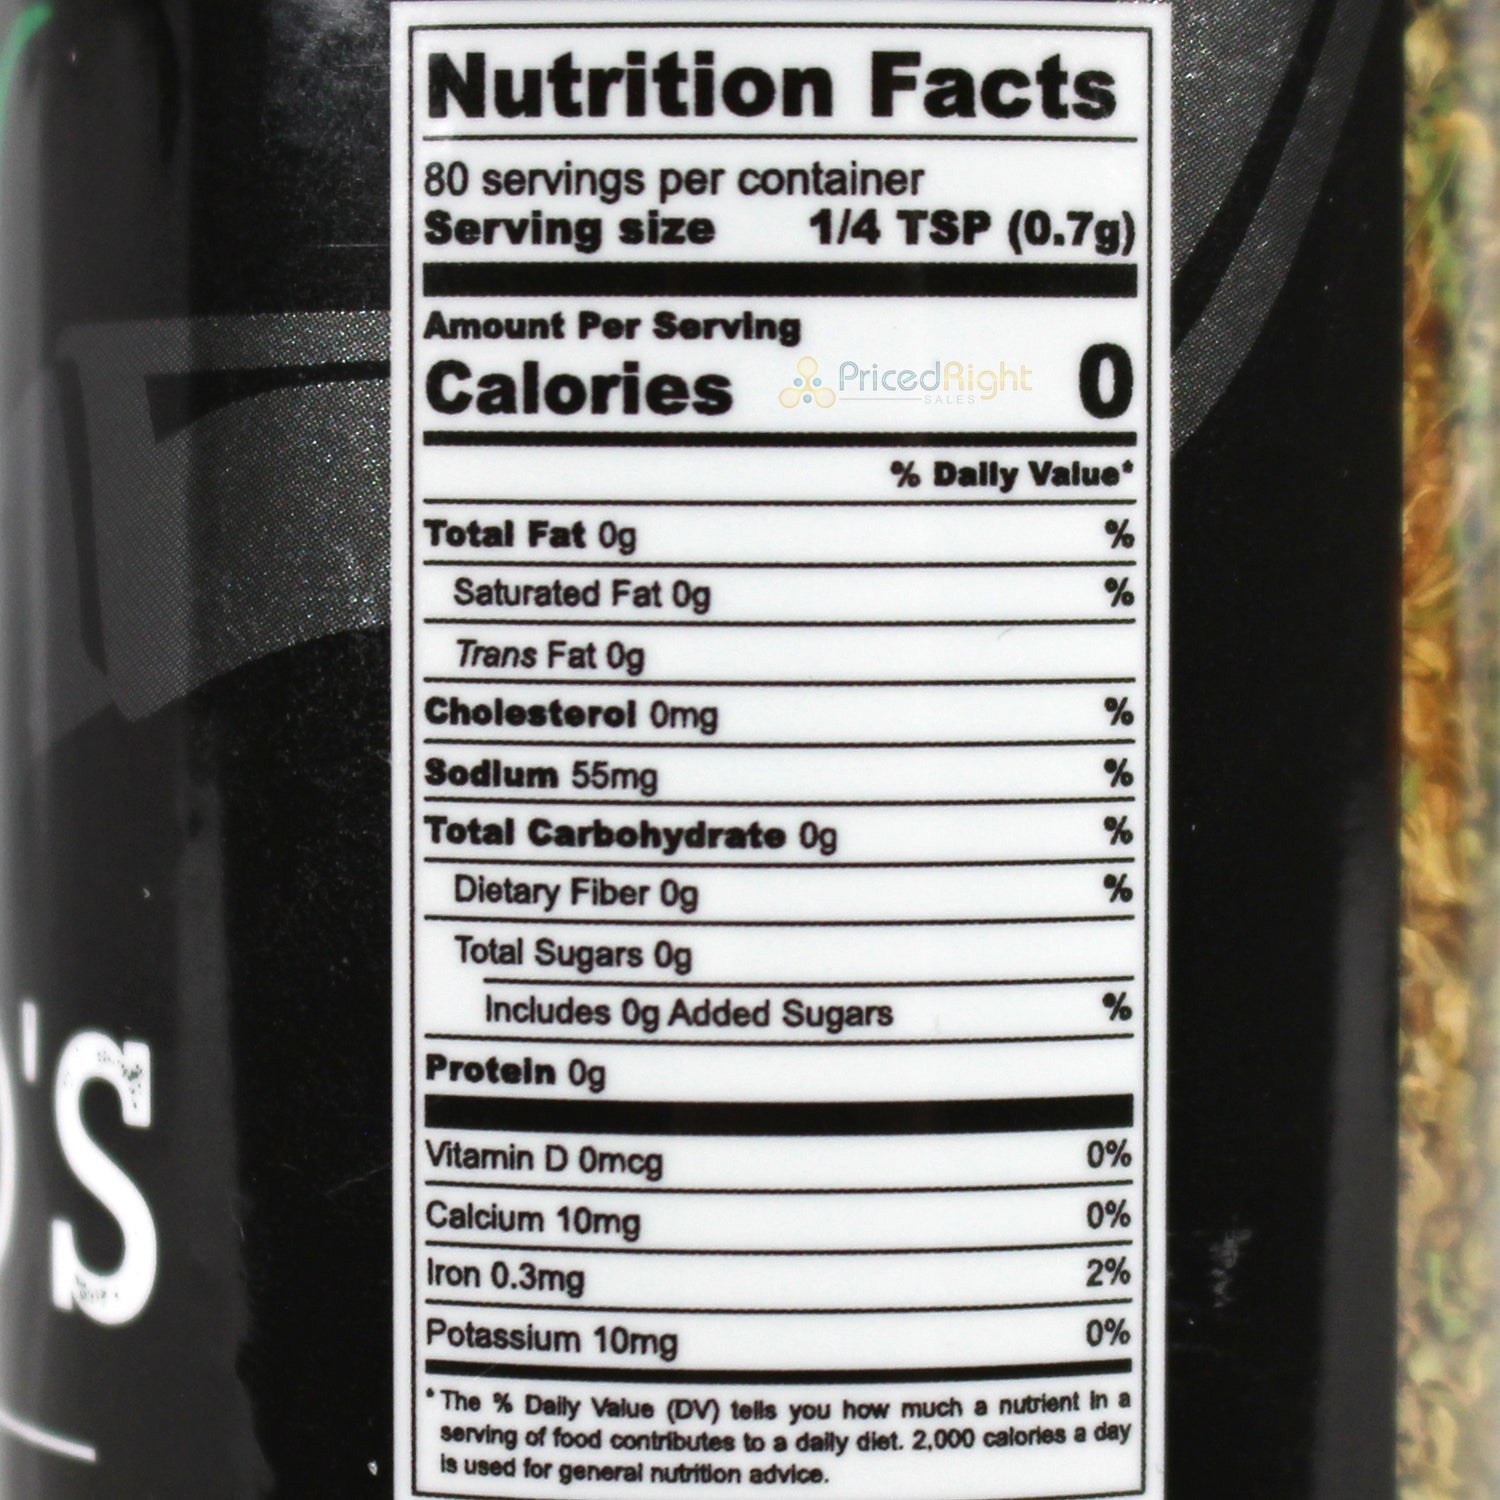 Nutrition Facts
80 servings per container
Serving size 1/4 TSP (0.7g)
Amount Per Serving
Calories 0
PricedRight
SALES
% Daily Value*
Total Fat 0g %
Saturated Fat 0g %
Trans Fat 0g
Cholesterol 0mg %
Sodium 55mg %
Total Carbohydrate 0g %
Dietary Fiber 0g %
Total Sugars 0g
Includes 0g Added Sugars %
Protein 0g
Vitamin D 0mcg 0%
Calcium 10mg 0%
Iron 0.3mg 2%
Potassium 10mg 0%
* The % Daily Value (DV) tells you how much a nutrient in a
serving of food contributes to a daily diet. 2,000 calories a day
is used for general nutrition advice.
'S